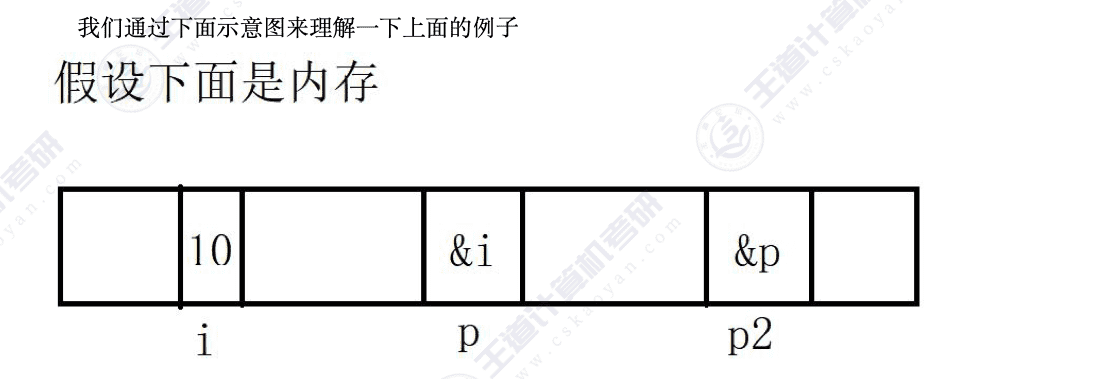 我们通过下面示意图来理解一下上面的例子
假设下面是内存
10 &i &p
i p p2
王道计算机考研
www.cskaoyan.com